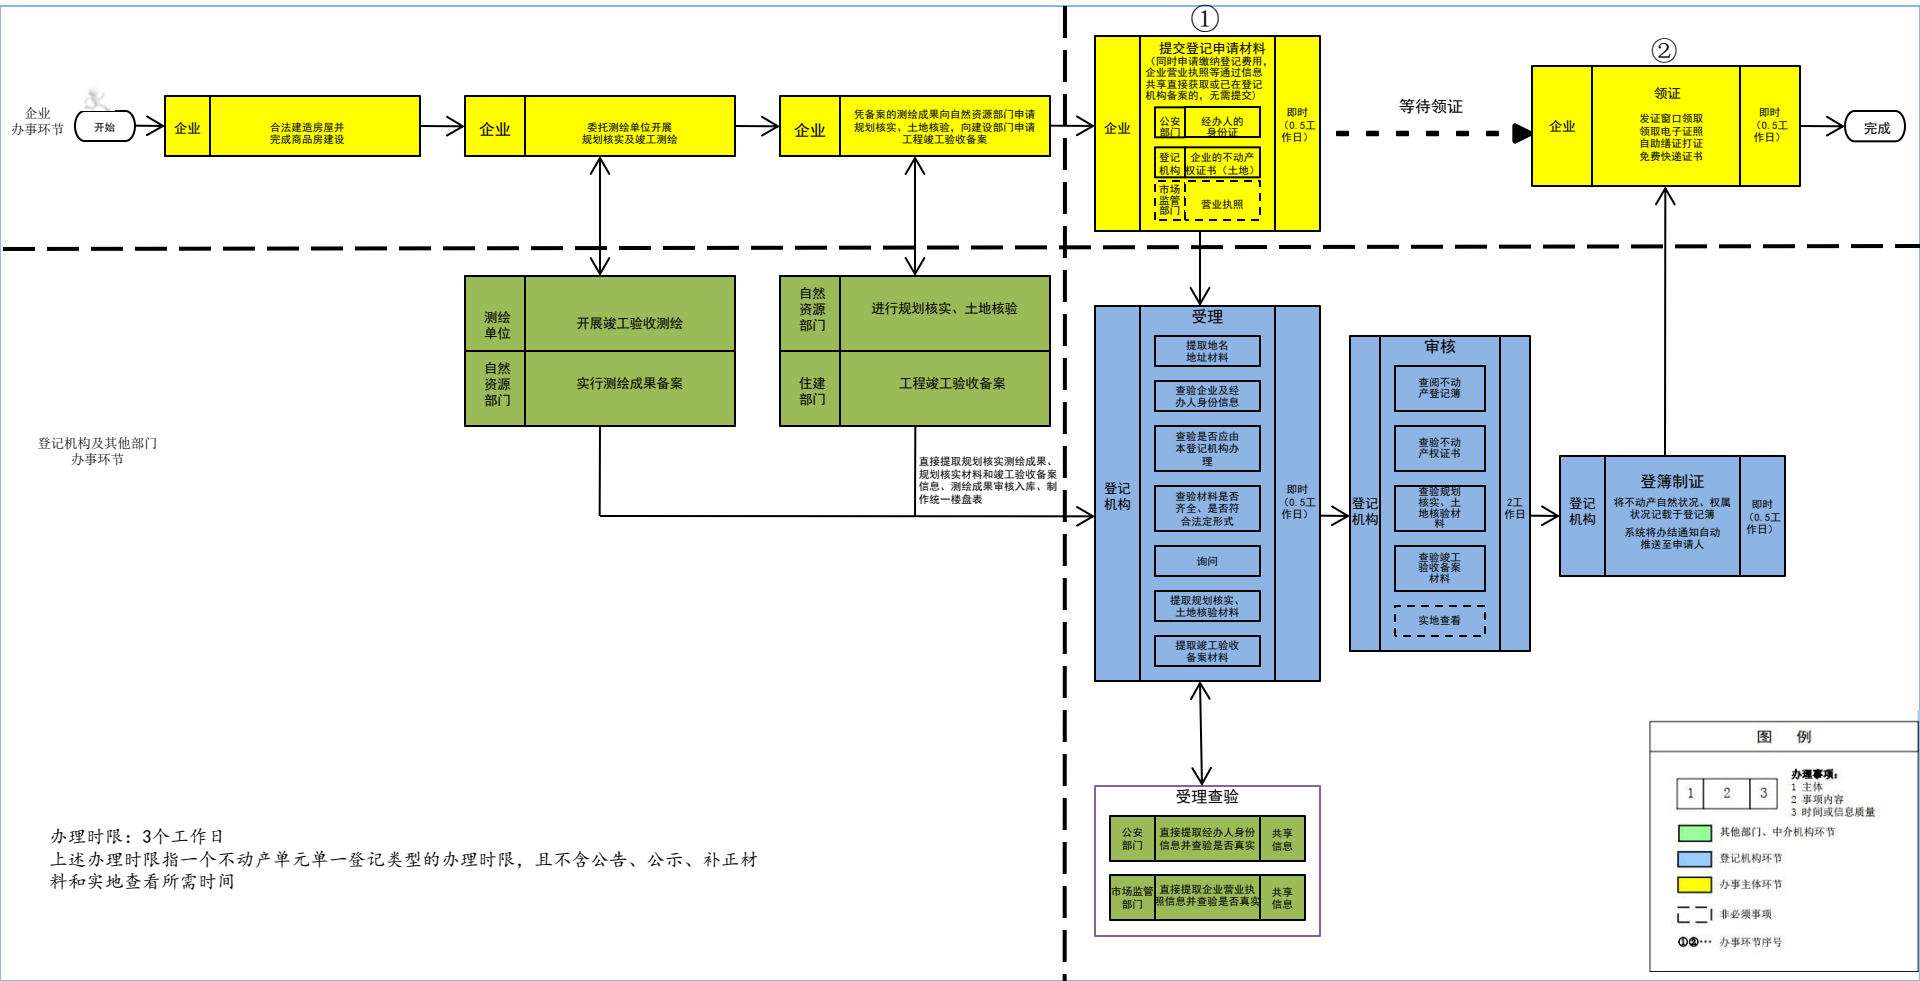 企业
办事环节
开始
企业
合法建造房屋并
完成商品房建设
企业
委托测绘单位开展
规划核实及竣工测绘
企业
凭备案的测绘成果向自然资源部门申请
规划核实、土地核验，向建设部门申请
工程竣工验收备案
①
企业
提交登记申请材料
（同时申请缴纳登记费用，
企业营业执照等通过信息
共享直接获取或已在登记
机构备案的，无需提交）
公安
部门
经办人的
身份证
登记
机构
企业的不动产
权证书（土地）
市场
监管
部门
营业执照
即时
（0.5工
作日）
等待领证
②
企业
领证
发证窗口领取
领取电子证照
自助缮证打证
免费快递证书
即时
（0.5工
作日）
完成
登记机构及其他部门
办事环节
测绘
单位
开展竣工验收测绘
自然
资源
部门
实行测绘成果备案
自然
资源
部门
进行规划核实、土地核验
住建
部门
工程竣工验收备案
直接提取规划核实测绘成果、
规划核实材料和竣工验收备案
信息、测绘成果审核入库、制
作统一楼盘表
登记
机构
受理
提取地名
地址材料
查验企业及经
办人身份信息
查验是否应由
本登记机构办
理
查验材料是否
齐全、是否符
合法定形式
询问
提取规划核实、
土地核验材料
提取竣工验收
备案材料
即时
（0.5工
作日）
登记
机构
审核
查阅不动
产登记簿
查验不动
产权证书
查验规划
核实、土
地核验材
料
查验竣工
验收备案
材料
实地查看
2工
作日
登记
机构
登簿制证
将不动产自然状况、权属
状况记载于登记簿
系统将办结通知自动
推送至申请人
即时
（0.5工
作日）
受理查验
公安
部门
直接提取经办人身份
信息并查验是否真实
共享
信息
市场监管
部门
直接提取企业营业执
照信息并查验是否真实
共享
信息
办理时限：3个工作日
上述办理时限指一个不动产单元单一登记类型的办理时限，且不含公告、公示、补正材
料和实地查看所需时间
图 例
1 2 3
办理事项：
1 主体
2 事项内容
3 时间或信息质量
其他部门、中介机构环节
登记机构环节
办事主体环节
非必须事项
①②… 办事环节序号